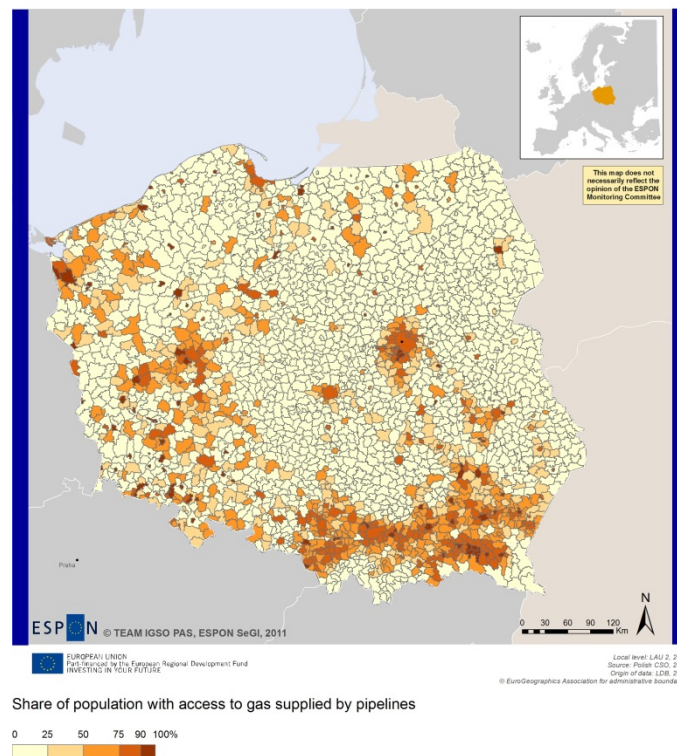 This map does not
necessarily reflect the
opinion of the ESPON
Monitoring Committee
Praha
N
0 30 60 90 120
Km
ESPON © TEAM IGSO PAS, ESPON SeGI, 2011
EUROPEAN UNION
Part-financed by the European Regional Development Fund
INVESTING IN YOUR FUTURE
Local level: LAU 2, 2
Source: Polish CSO, 2
Origin of data: LDB, 2
© EuroGeographics Association for administrative bounda
Share of population with access to gas supplied by pipelines
0 25 50 75 90 100%